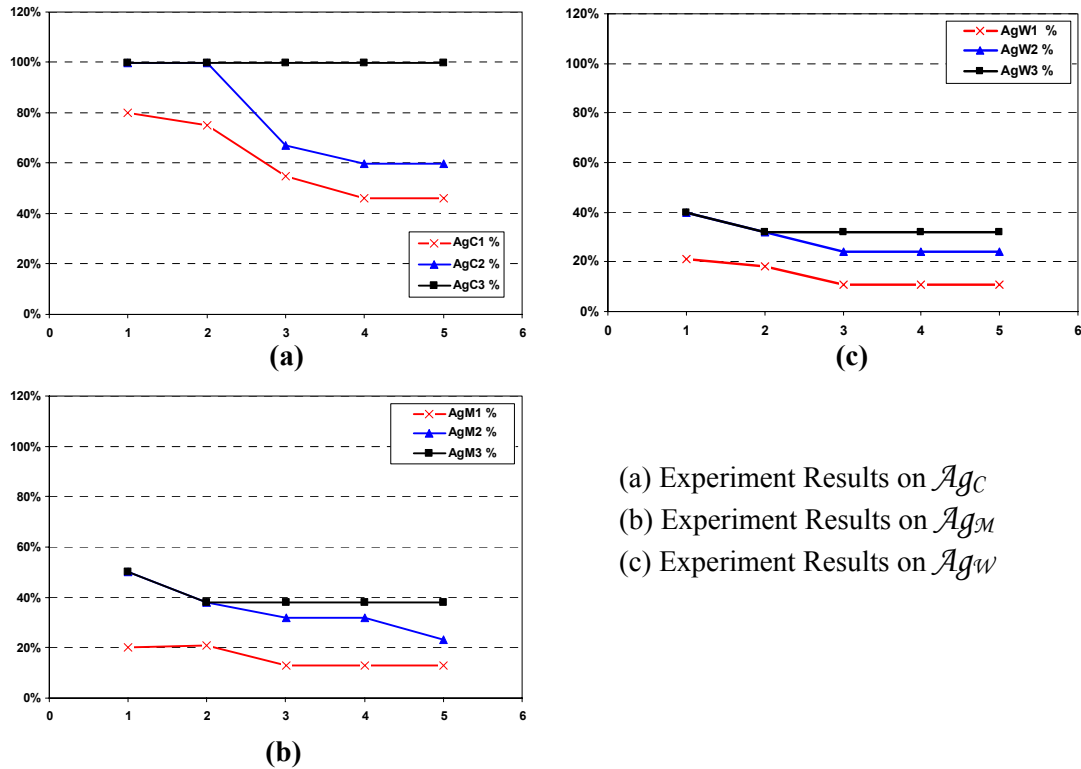 120%
100%
80%
60%
40%
20%
0%
0 1 2 3 4 5 6
AgC1 %
AgC2 %
AgC3 %
(a)
120%
100%
80%
60%
40%
20%
0%
0 1 2 3 4 5 6
AgW1 %
AgW2 %
AgW3 %
(c)
120%
100%
80%
60%
40%
20%
0%
0 1 2 3 4 5 6
AgM1 %
AgM2 %
AgM3 %
(b)
(a) Experiment Results on AgC
(b) Experiment Results on AgM
(c) Experiment Results on AgW